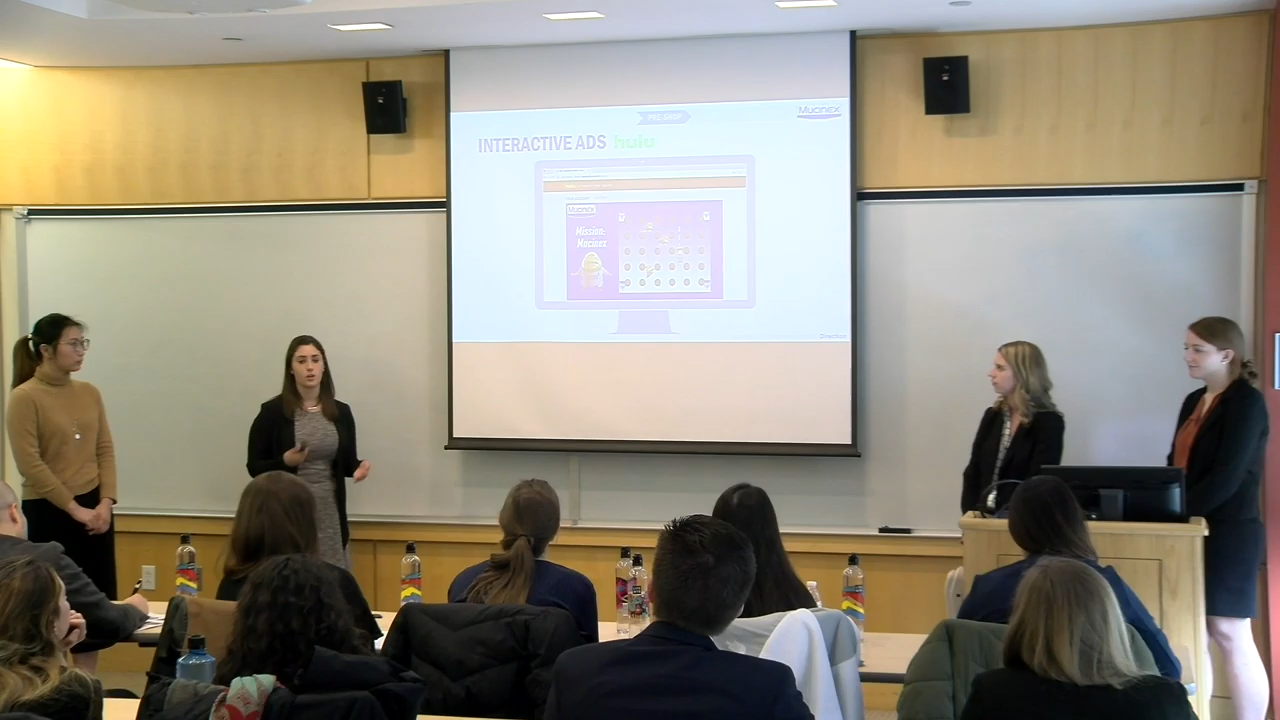 PRE-SHOP
Mucinex
INTERACTIVE ADS hulu
Mucinex
Mission:
Mucinex